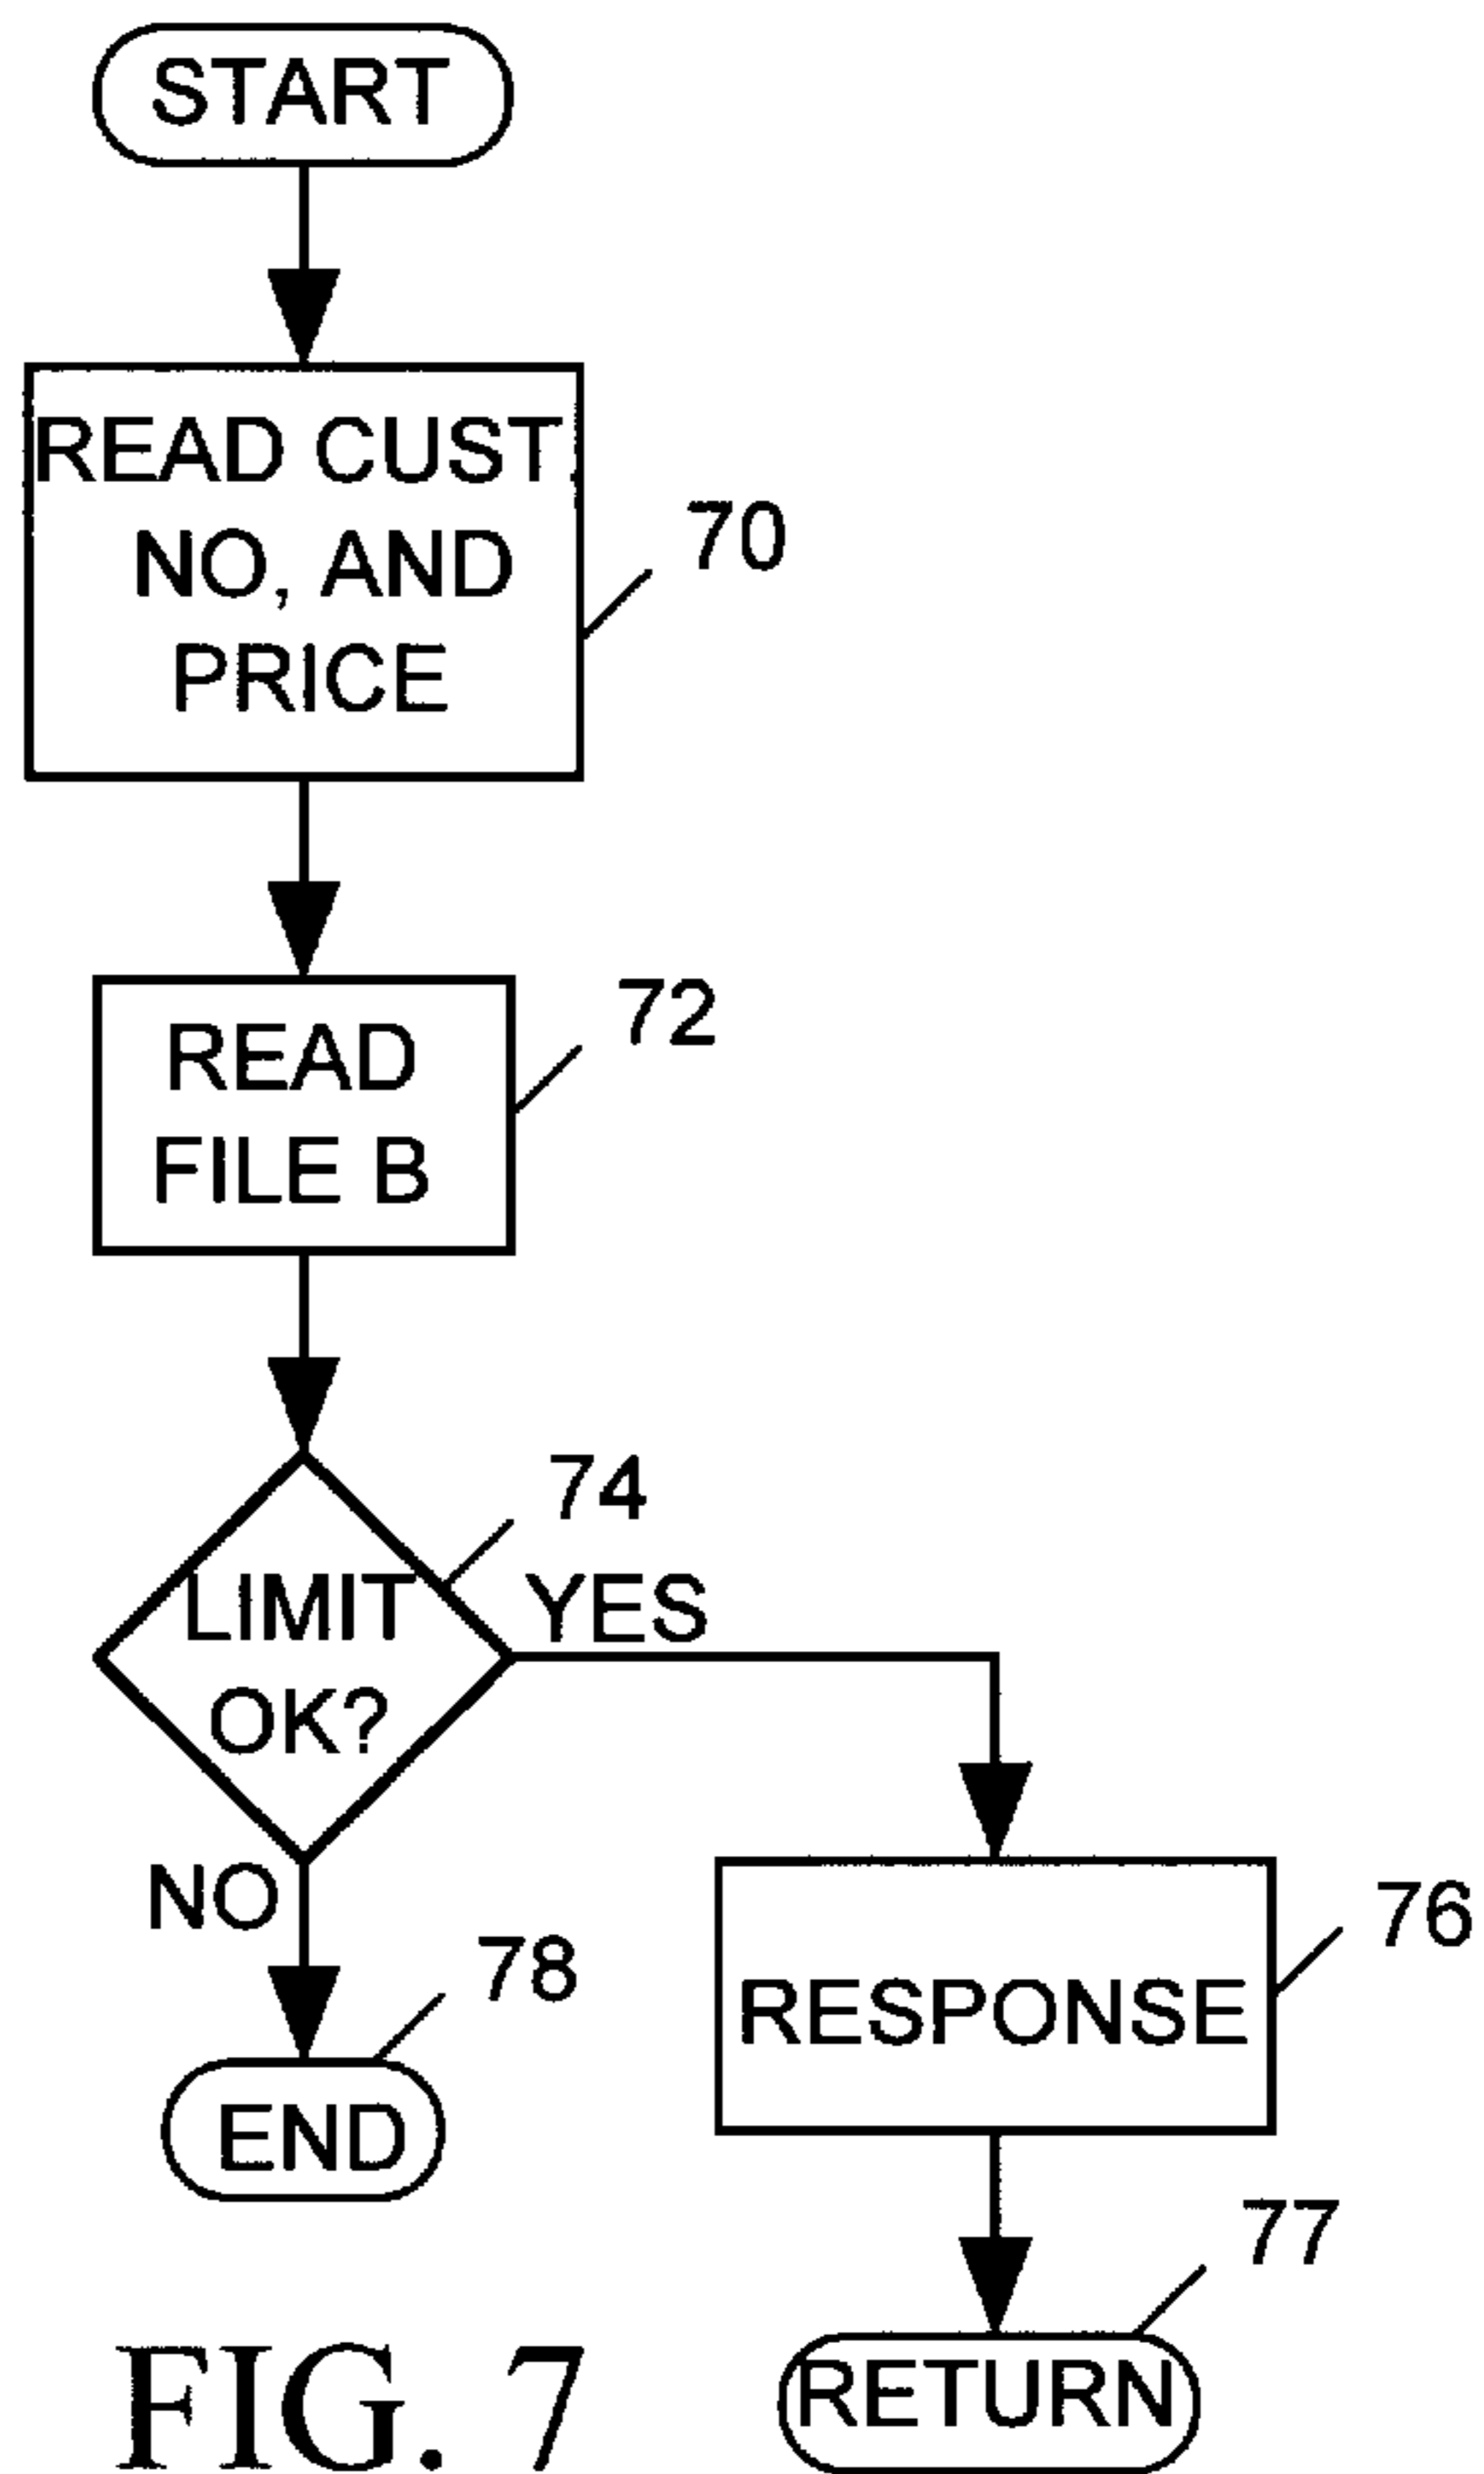 START
READ CUST.
NO, AND
PRICE
70
READ
FILE B
72
LIMIT
OK?
74
YES
NO
END
78
RESPONSE
76
RETURN
77
FIG. 7